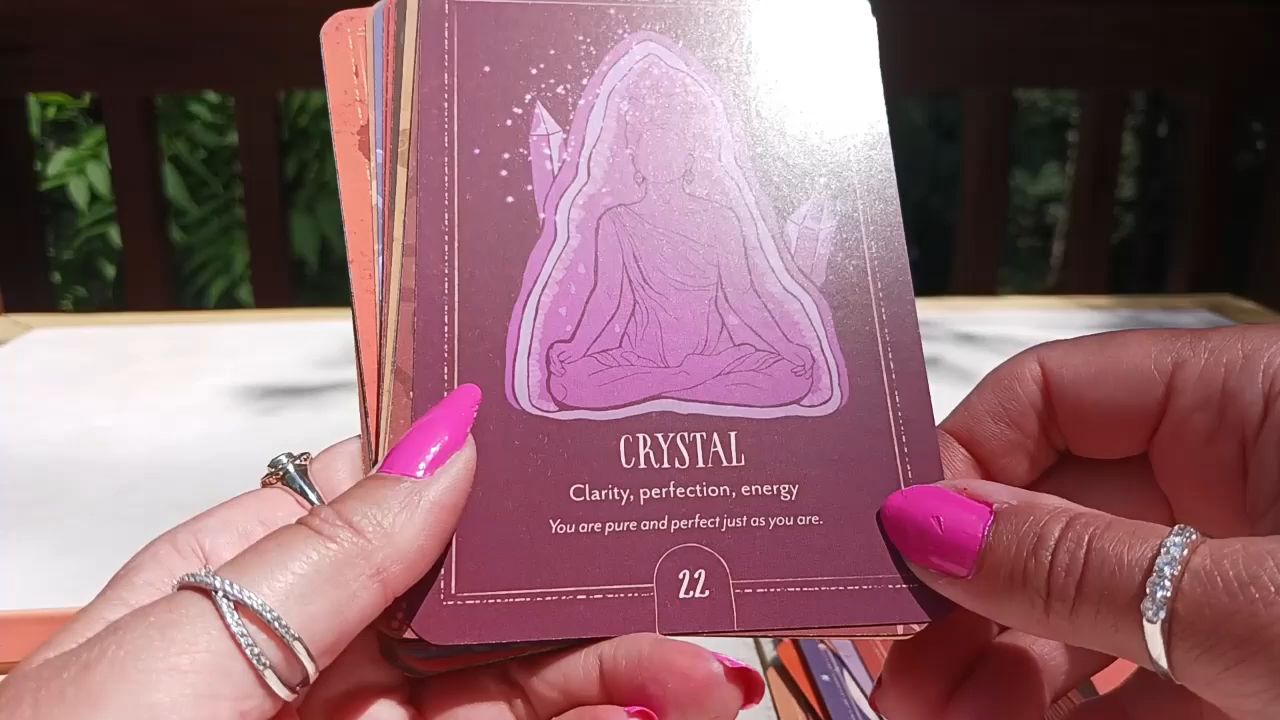 CRYSTAL
Clarity, perfection, energy
You are pure and perfect just as you are.
22